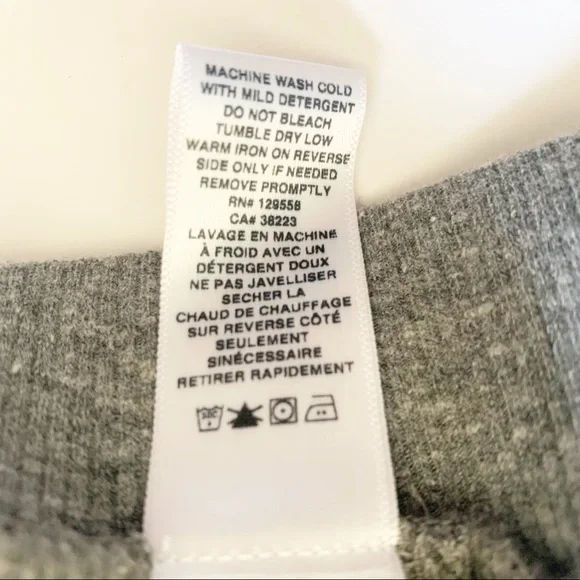 MACHINE WASH COLD
WITH MILD DETERGENT
DO NOT BLEACH
TUMBLE DRY LOW
WARM IRON ON REVERSE
SIDE ONLY IF NEEDED
REMOVE PROMPTLY
RN# 129558
CA# 38223
LAVAGE EN MACHINE
À FROID AVEC UN
DÉTERGENT DOUX
NE PAS JAVELLISER
SECHER LA
CHAUD DE CHAUFFAGE
SUR REVERSE CÔTÉ
SEULEMENT
SINÉCESSAIRE
RETIRER RAPIDEMENT